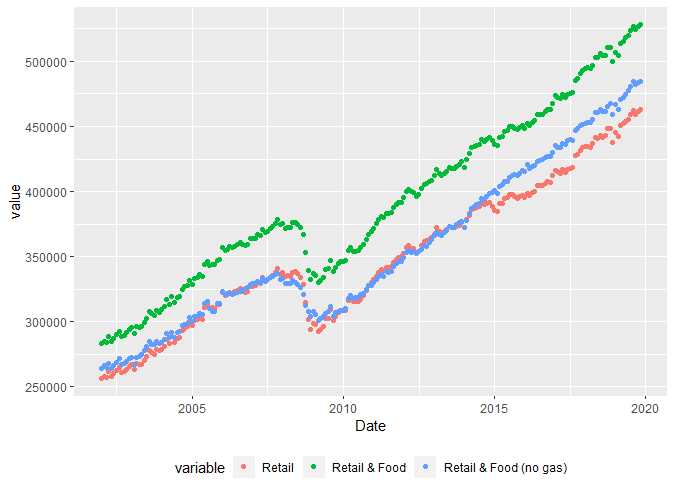 value
500000
450000
400000
350000
300000
250000
2005 2010 2015 2020
Date
variable Retail Retail & Food Retail & Food (no gas)